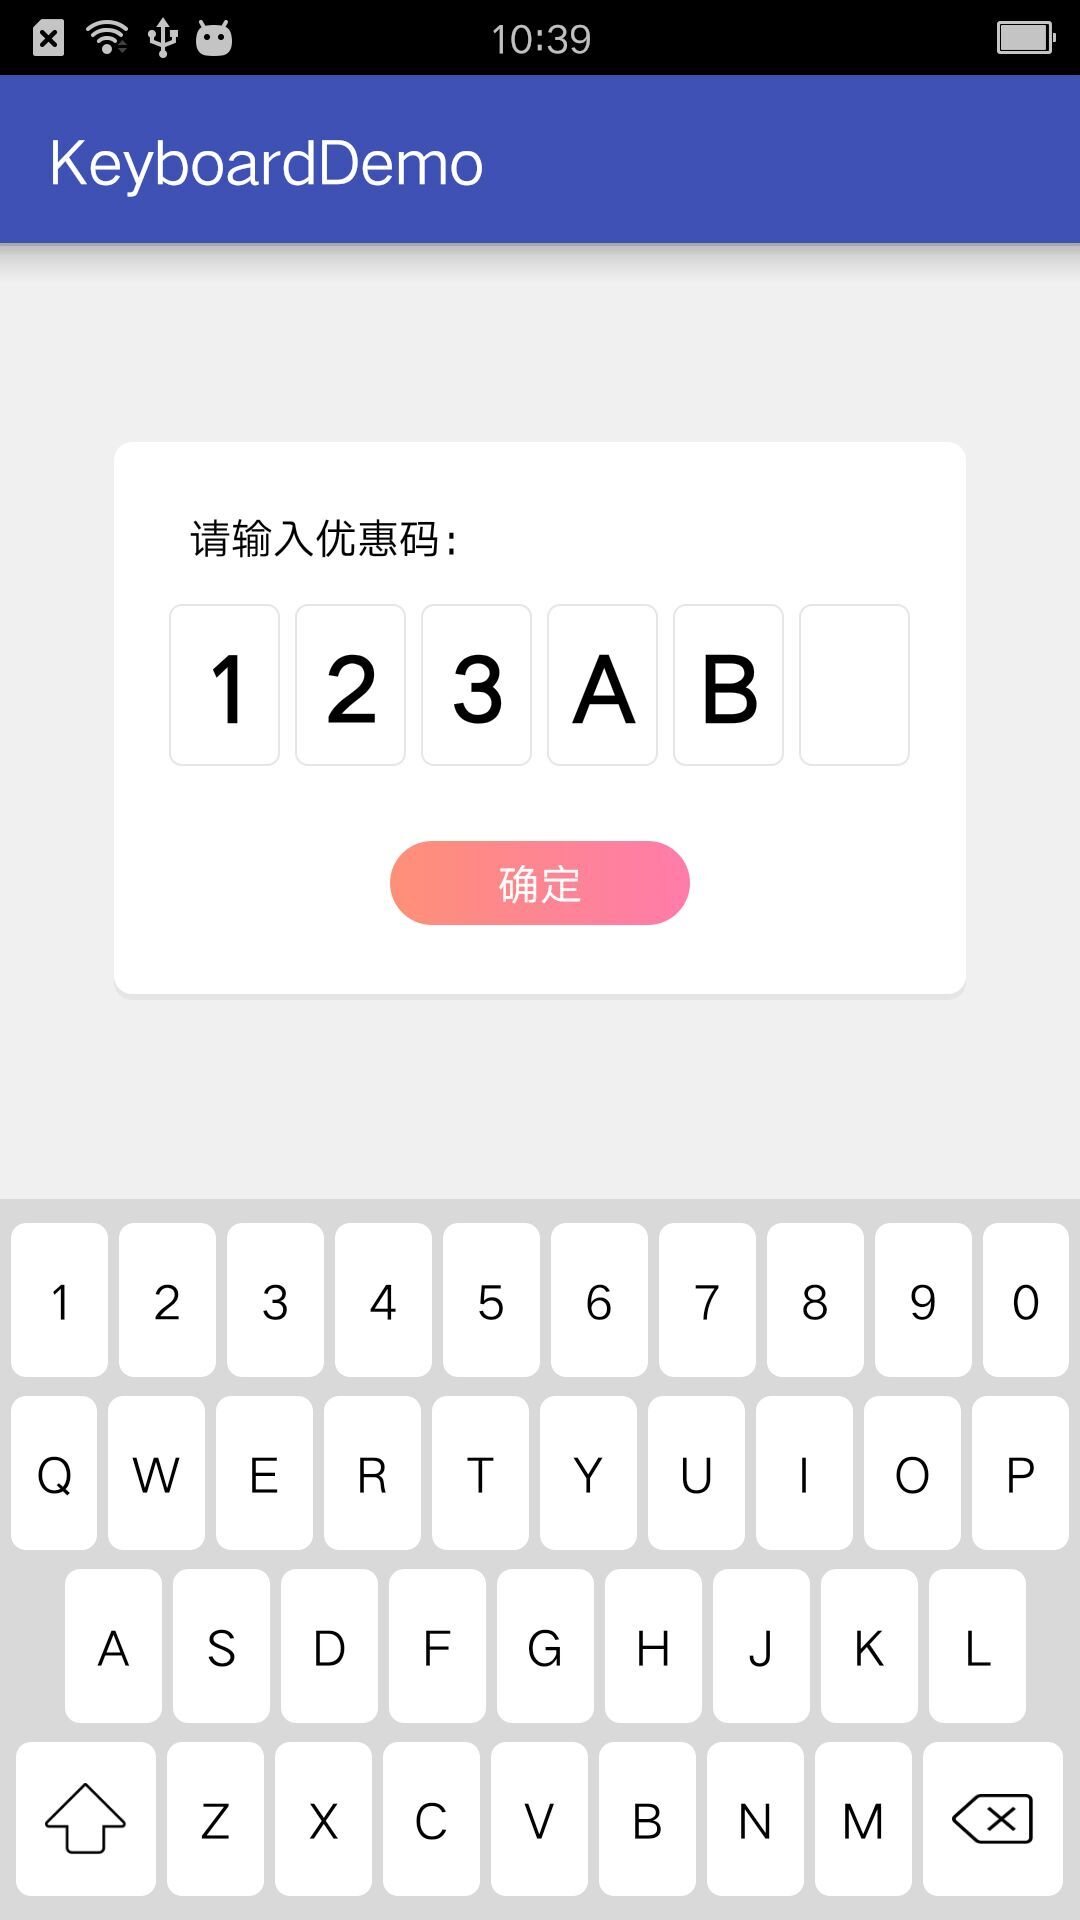 10:39
KeyboardDemo
请输入优惠码:
1 2 3 A B
确定
1 2 3 4 5 6 7 8 9 0
Q W E R T Y U I O P
A S D F G H J K L
Z X C V B N M